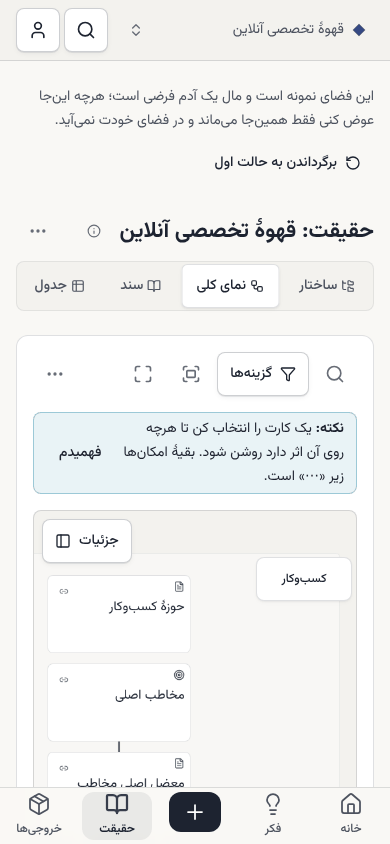 قهوهٔ تخصصی آنلاین
این فضای نمونه است و مال یک آدم فرضی است؛ هرچه این‌جا
عوض کنی فقط همین‌جا می‌ماند و در فضای خودت نمی‌آید.
برگرداندن به حالت اول
حقیقت: قهوهٔ تخصصی آنلاین
ساختار
نمای کلی
سند
جدول
گزینه‌ها
نکته: یک کارت را انتخاب کن تا هرچه
روی آن اثر دارد روشن شود. بقیهٔ امکان‌ها
زیر «⋯» است.
فهمیدم
جزئیات
کسب‌وکار
حوزهٔ کسب‌وکار
مخاطب اصلی
معضل اصلی مخاطب
خانه
فکر
حقیقت
خروجی‌ها